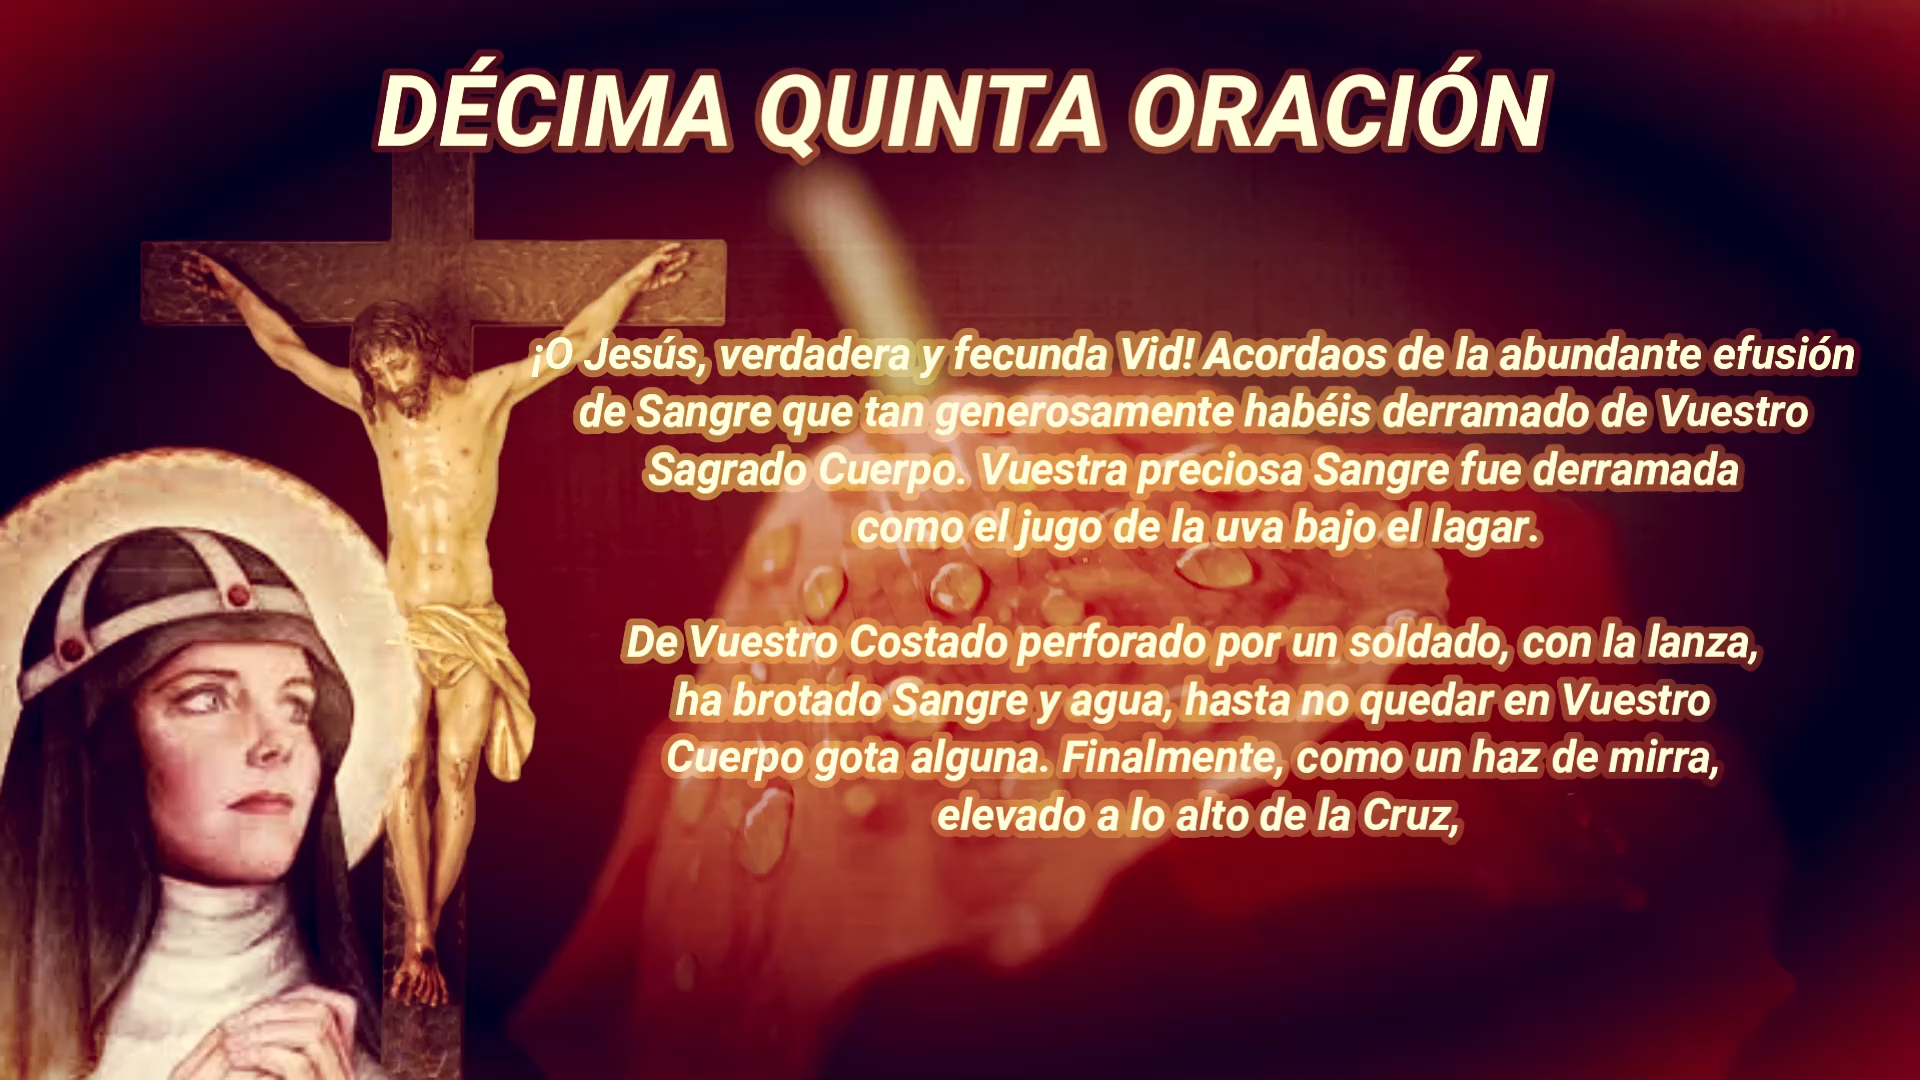 DÉCIMA QUINTA ORACIÓN
¡O Jesús, verdadera y fecunda Vid! Acordaos de la abundante efusión
de Sangre que tan generosamente habéis derramado de Vuestro
Sagrado Cuerpo. Vuestra preciosa Sangre fue derramada
como el jugo de la uva bajo el lagar.
De Vuestro Costado perforado por un soldado, con la lanza,
ha brotado Sangre y agua, hasta no quedar en Vuestro
Cuerpo gota alguna. Finalmente, como un haz de mirra,
elevado a lo alto de la Cruz,